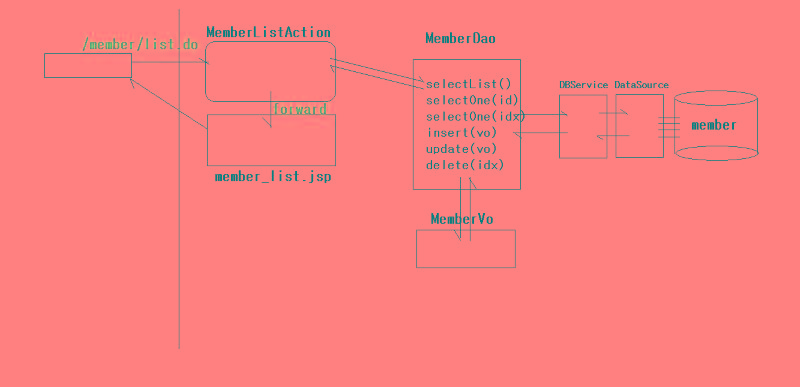 MemberListAction
/member/list.do
MemberDao
selectList()
selectOne(id)
selectOne(idx)
insert(vo)
update(vo)
delete(idx)
DBService
DataSource
member
forward
member_list.jsp
MemberVo